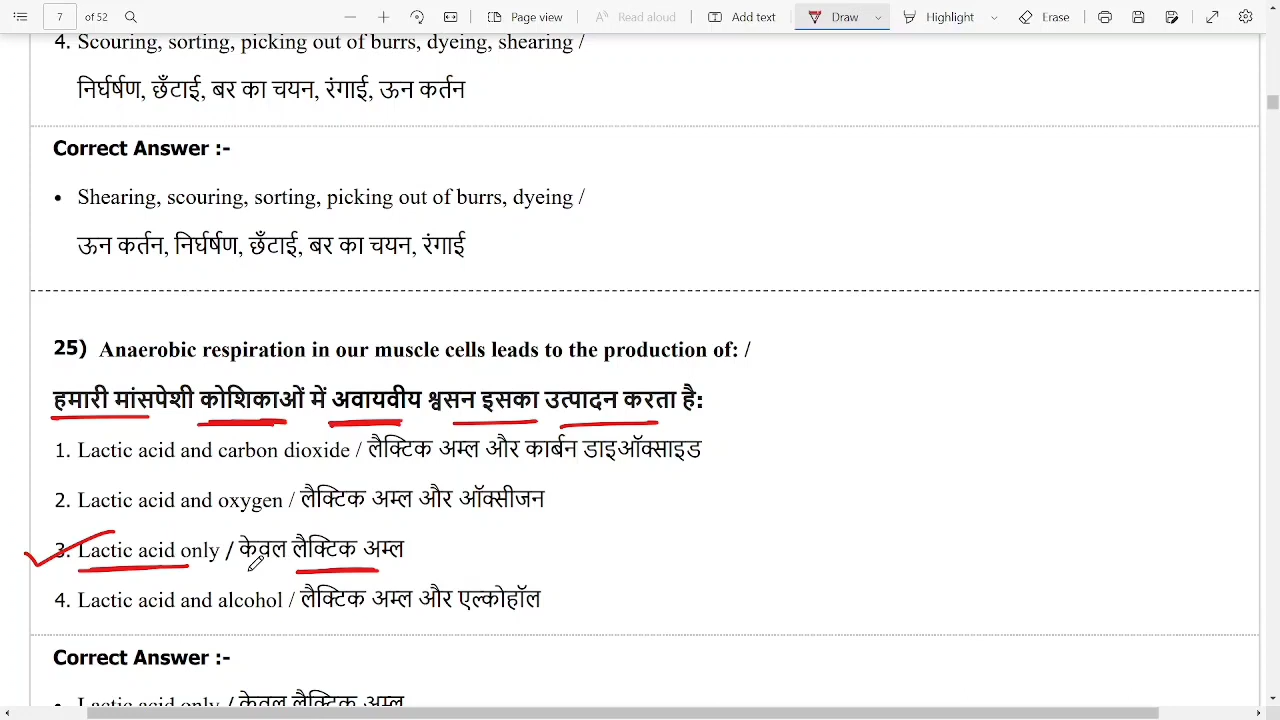 7 of 52 Page view Read aloud Add text Draw Highlight Erase
4. Scouring, sorting, picking out of burrs, dyeing, shearing /
निर्घर्षण, छँटाई, बर का चयन, रंगाई, ऊन कर्तन
Correct Answer :-
• Shearing, scouring, sorting, picking out of burrs, dyeing /
ऊन कर्तन, निर्घर्षण, छँटाई, बर का चयन, रंगाई
25) Anaerobic respiration in our muscle cells leads to the production of: /
हमारी मांसपेशी कोशिकाओं में अवायवीय श्वसन इसका उत्पादन करता है:
1. Lactic acid and carbon dioxide / लैक्टिक अम्ल और कार्बन डाइऑक्साइड
2. Lactic acid and oxygen / लैक्टिक अम्ल और ऑक्सीजन
3. Lactic acid only / केवल लैक्टिक अम्ल
4. Lactic acid and alcohol / लैक्टिक अम्ल और एल्कोहॉल
Correct Answer :-
• Lactic acid only / केवल लैक्टिक अम्ल